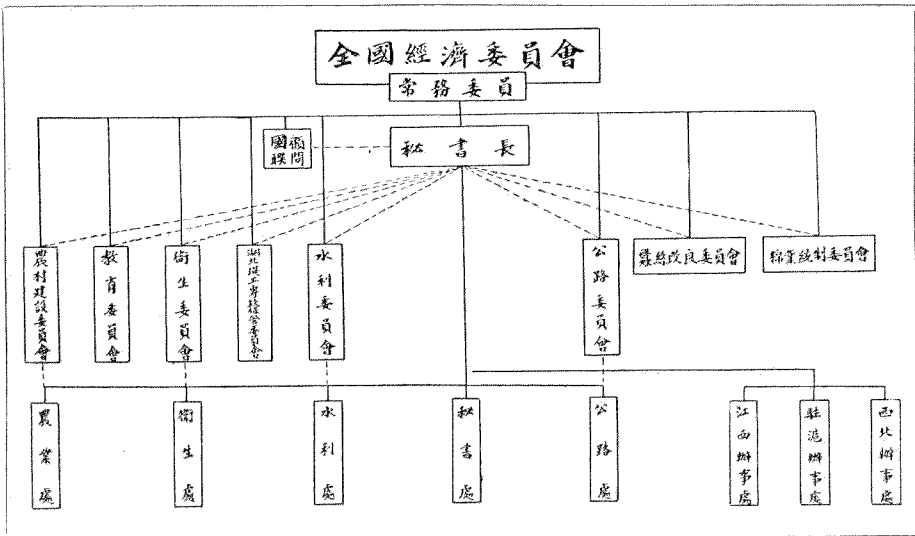 全國經濟委員會
常務委員
國聯
顧問
秘書長
農村建設委員會
教育委員會
衛生委員會
湖北堤工專款保管委員會
水利委員會
公路委員會
蠶絲改良委員會
棉業統制委員會
農業處
衛生處
水利處
秘書處
公路處
江西辦事處
駐滬辦事處
西北辦事處